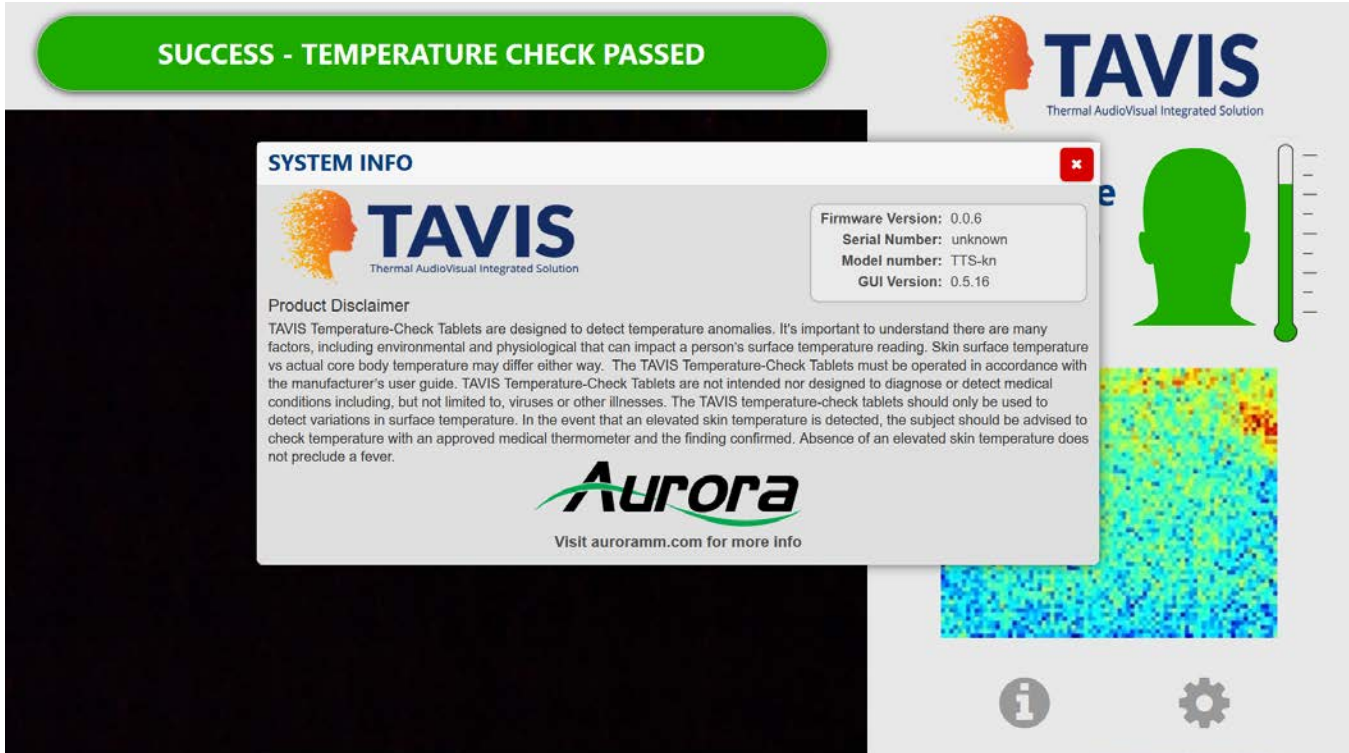 SUCCESS - TEMPERATURE CHECK PASSED
TAVIS
Thermal AudioVisual Integrated Solution
e
SYSTEM INFO
TAVIS
Thermal AudioVisual Integrated Solution
Firmware Version: 0.0.6
Serial Number: unknown
Model number: TTS-kn
GUI Version: 0.5.16
Product Disclaimer
TAVIS Temperature-Check Tablets are designed to detect temperature anomalies. It's important to understand there are many
factors, including environmental and physiological that can impact a person's surface temperature reading. Skin surface temperature
vs actual core body temperature may differ either way. The TAVIS Temperature-Check Tablets must be operated in accordance with
the manufacturer's user guide. TAVIS Temperature-Check Tablets are not intended nor designed to diagnose or detect medical
conditions including, but not limited to, viruses or other illnesses. The TAVIS temperature-check tablets should only be used to
detect variations in surface temperature. In the event that an elevated skin temperature is detected, the subject should be advised to
check temperature with an approved medical thermometer and the finding confirmed. Absence of an elevated skin temperature does
not preclude a fever.
Aurora
Visit auroramm.com for more info